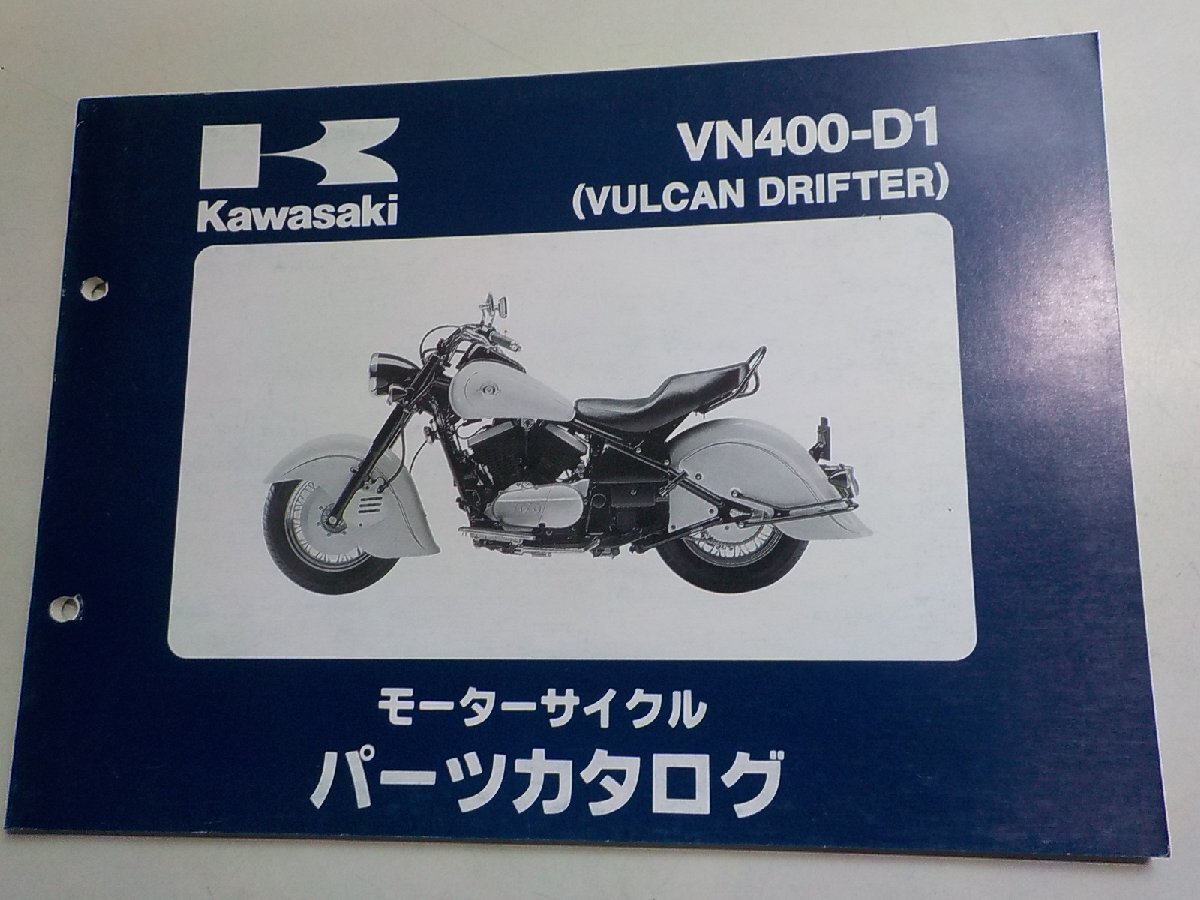 Kawasaki
VN400-D1
(VULCAN DRIFTER)
モーターサイクル
パーツカタログ